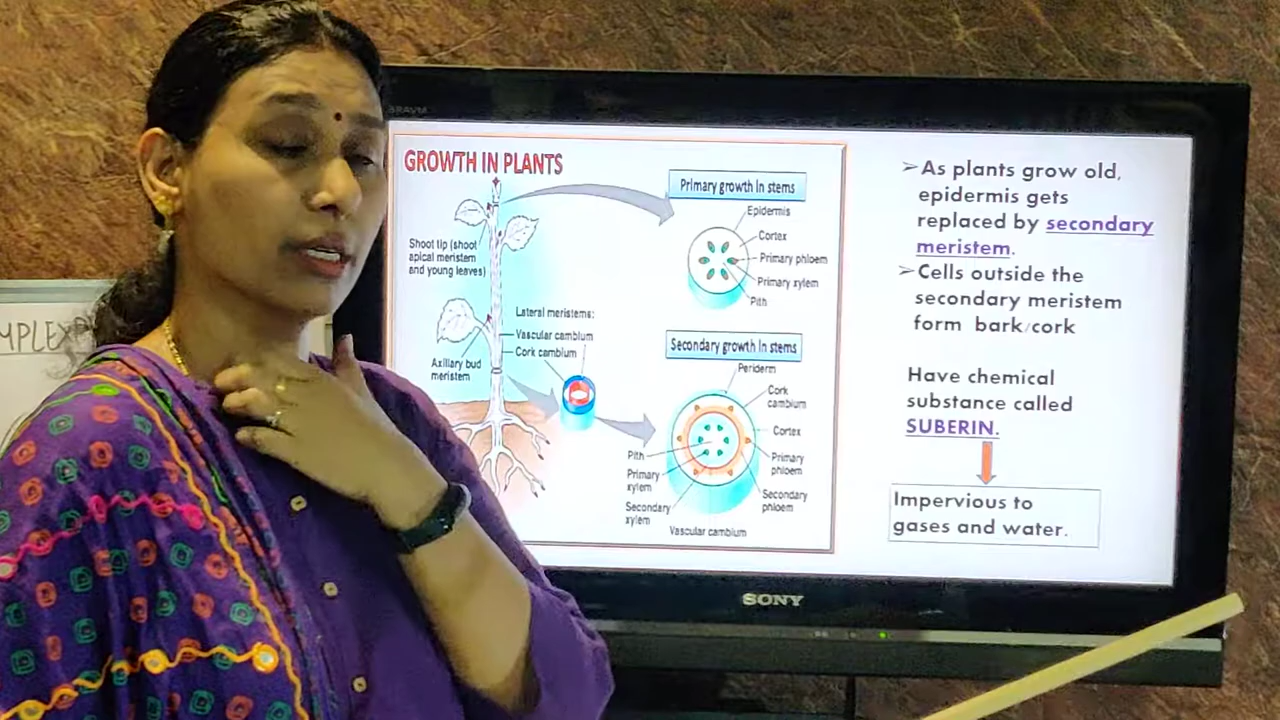 BRAVIA
GROWTH IN PLANTS
Primary growth in stems
Epidermis
Cortex
Primary phloem
Primary xylem
Pith
Shoot tip (shoot
apical meristem
and young leaves)
Lateral meristems:
Vascular cambium
Cork cambium
Axillary bud
meristem
Secondary growth in stems
Periderm
Cork
cambium
Cortex
Primary
phloem
Secondary
phloem
Pith
Primary
xylem
Secondary
xylem
Vascular cambium
➢As plants grow old,
epidermis gets
replaced by secondary
meristem.
➢Cells outside the
secondary meristem
form bark/cork
Have chemical
substance called
SUBERIN.
Impervious to
gases and water.
SONY